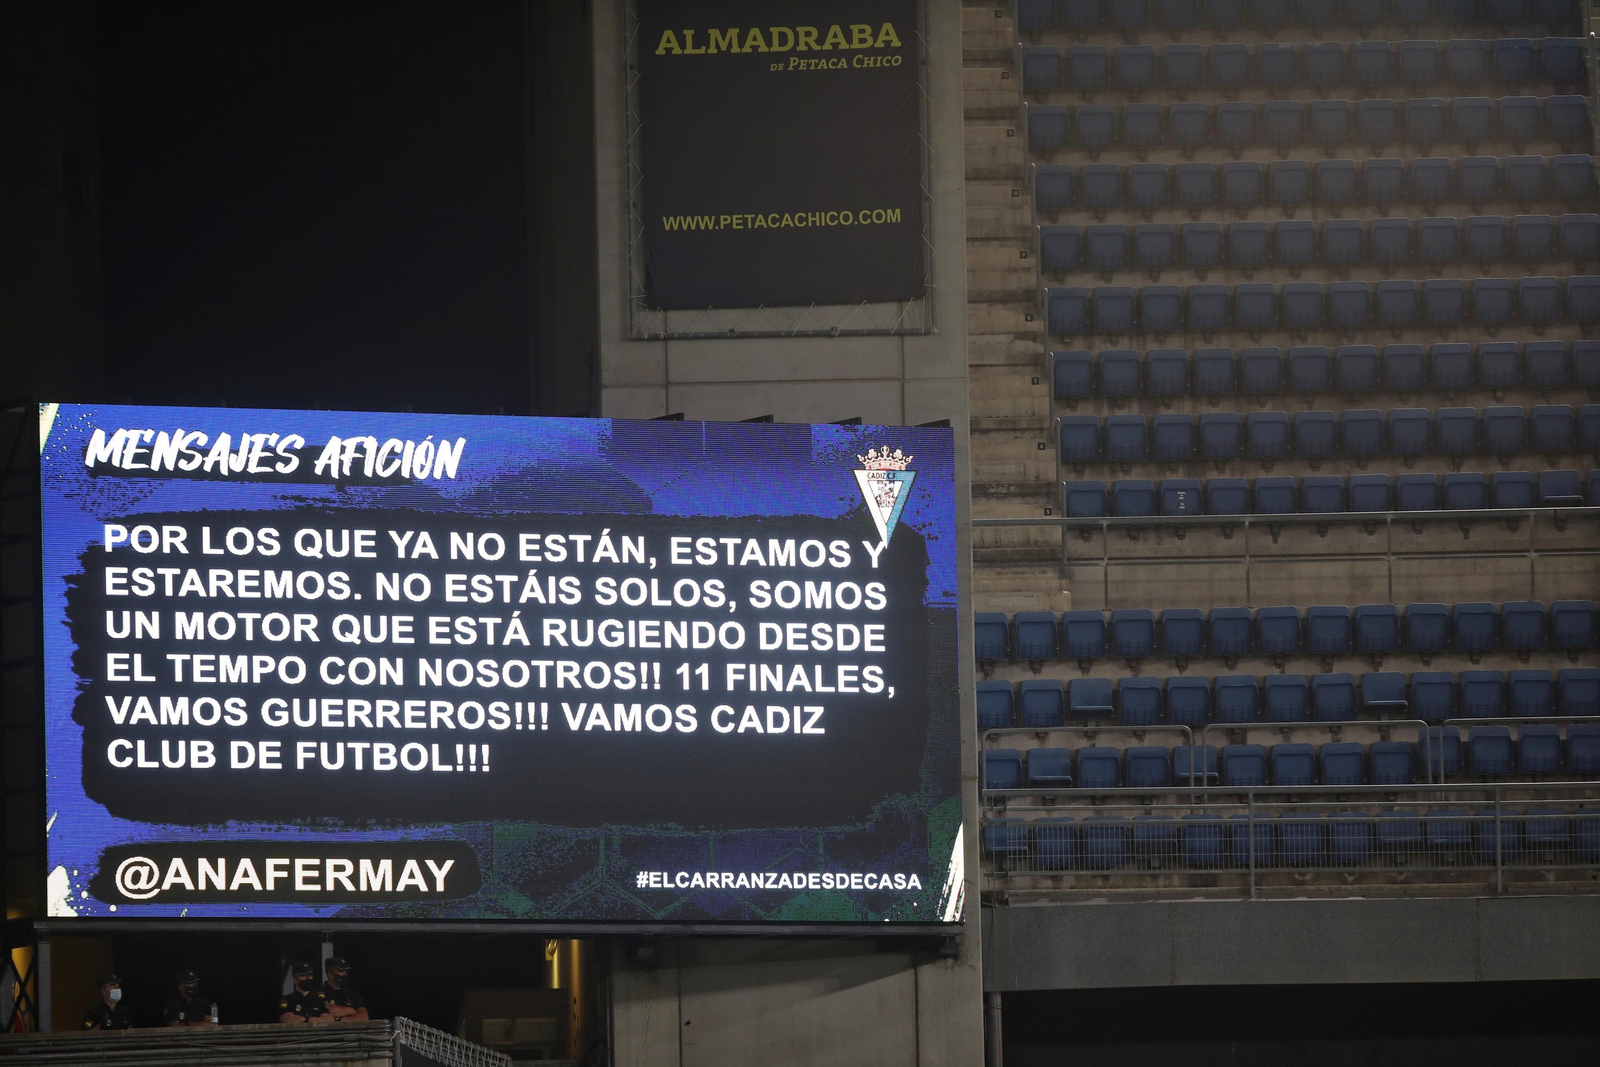 ALMADRABA
DE PETACA CHICO
WWW.PETACACHICO.COM
MENSAJES AFICIÓN
CADIZ C.F.
POR LOS QUE YA NO ESTÁN, ESTAMOS Y
ESTAREMOS. NO ESTÁIS SOLOS, SOMOS
UN MOTOR QUE ESTÁ RUGIENDO DESDE
EL TEMPO CON NOSOTROS!! 11 FINALES,
VAMOS GUERREROS!!! VAMOS CADIZ
CLUB DE FUTBOL!!!
@ANAFERMAY
#ELCARRANZADESDECASA